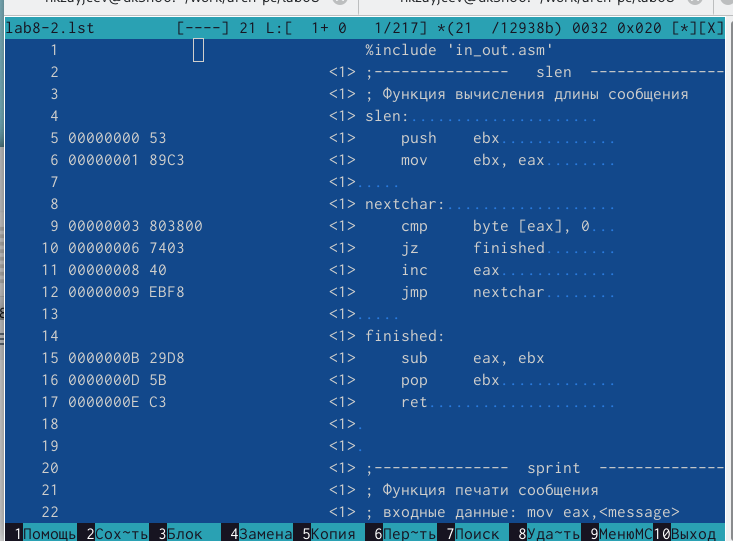 lab8-2.lst [----] 21 L:[ 1+ 0 1/217] *(21 /12938b) 0032 0x020 [*][X]
1 %include 'in_out.asm'
2 <1> ;--------------- slen ---------------
3 <1> ; Функция вычисления длины сообщения
4 <1> slen:.....................
5 00000000 53 <1> push ebx........
6 00000001 89C3 <1> mov ebx, eax........
7 <1>.....
8 <1> nextchar:...................
9 00000003 803800 <1> cmp byte [eax], 0...
10 00000006 7403 <1> jz finished........
11 00000008 40 <1> inc eax.............
12 00000009 EBF8 <1> jmp nextchar........
13 <1>.....
14 <1> finished:
15 0000000B 29D8 <1> sub eax, ebx
16 0000000D 5B <1> pop ebx.............
17 0000000E C3 <1> ret.....................
18 <1>.
19 <1>.
20 <1> ;--------------- sprint --------------
21 <1> ; Функция печати сообщения
22 <1> ; входные данные: mov eax,<message>
1Помощь 2Сох~ть 3Блок 4Замена 5Копия 6Пер~ть 7Поиск 8Уда~ть 9МенюMC 10Выход